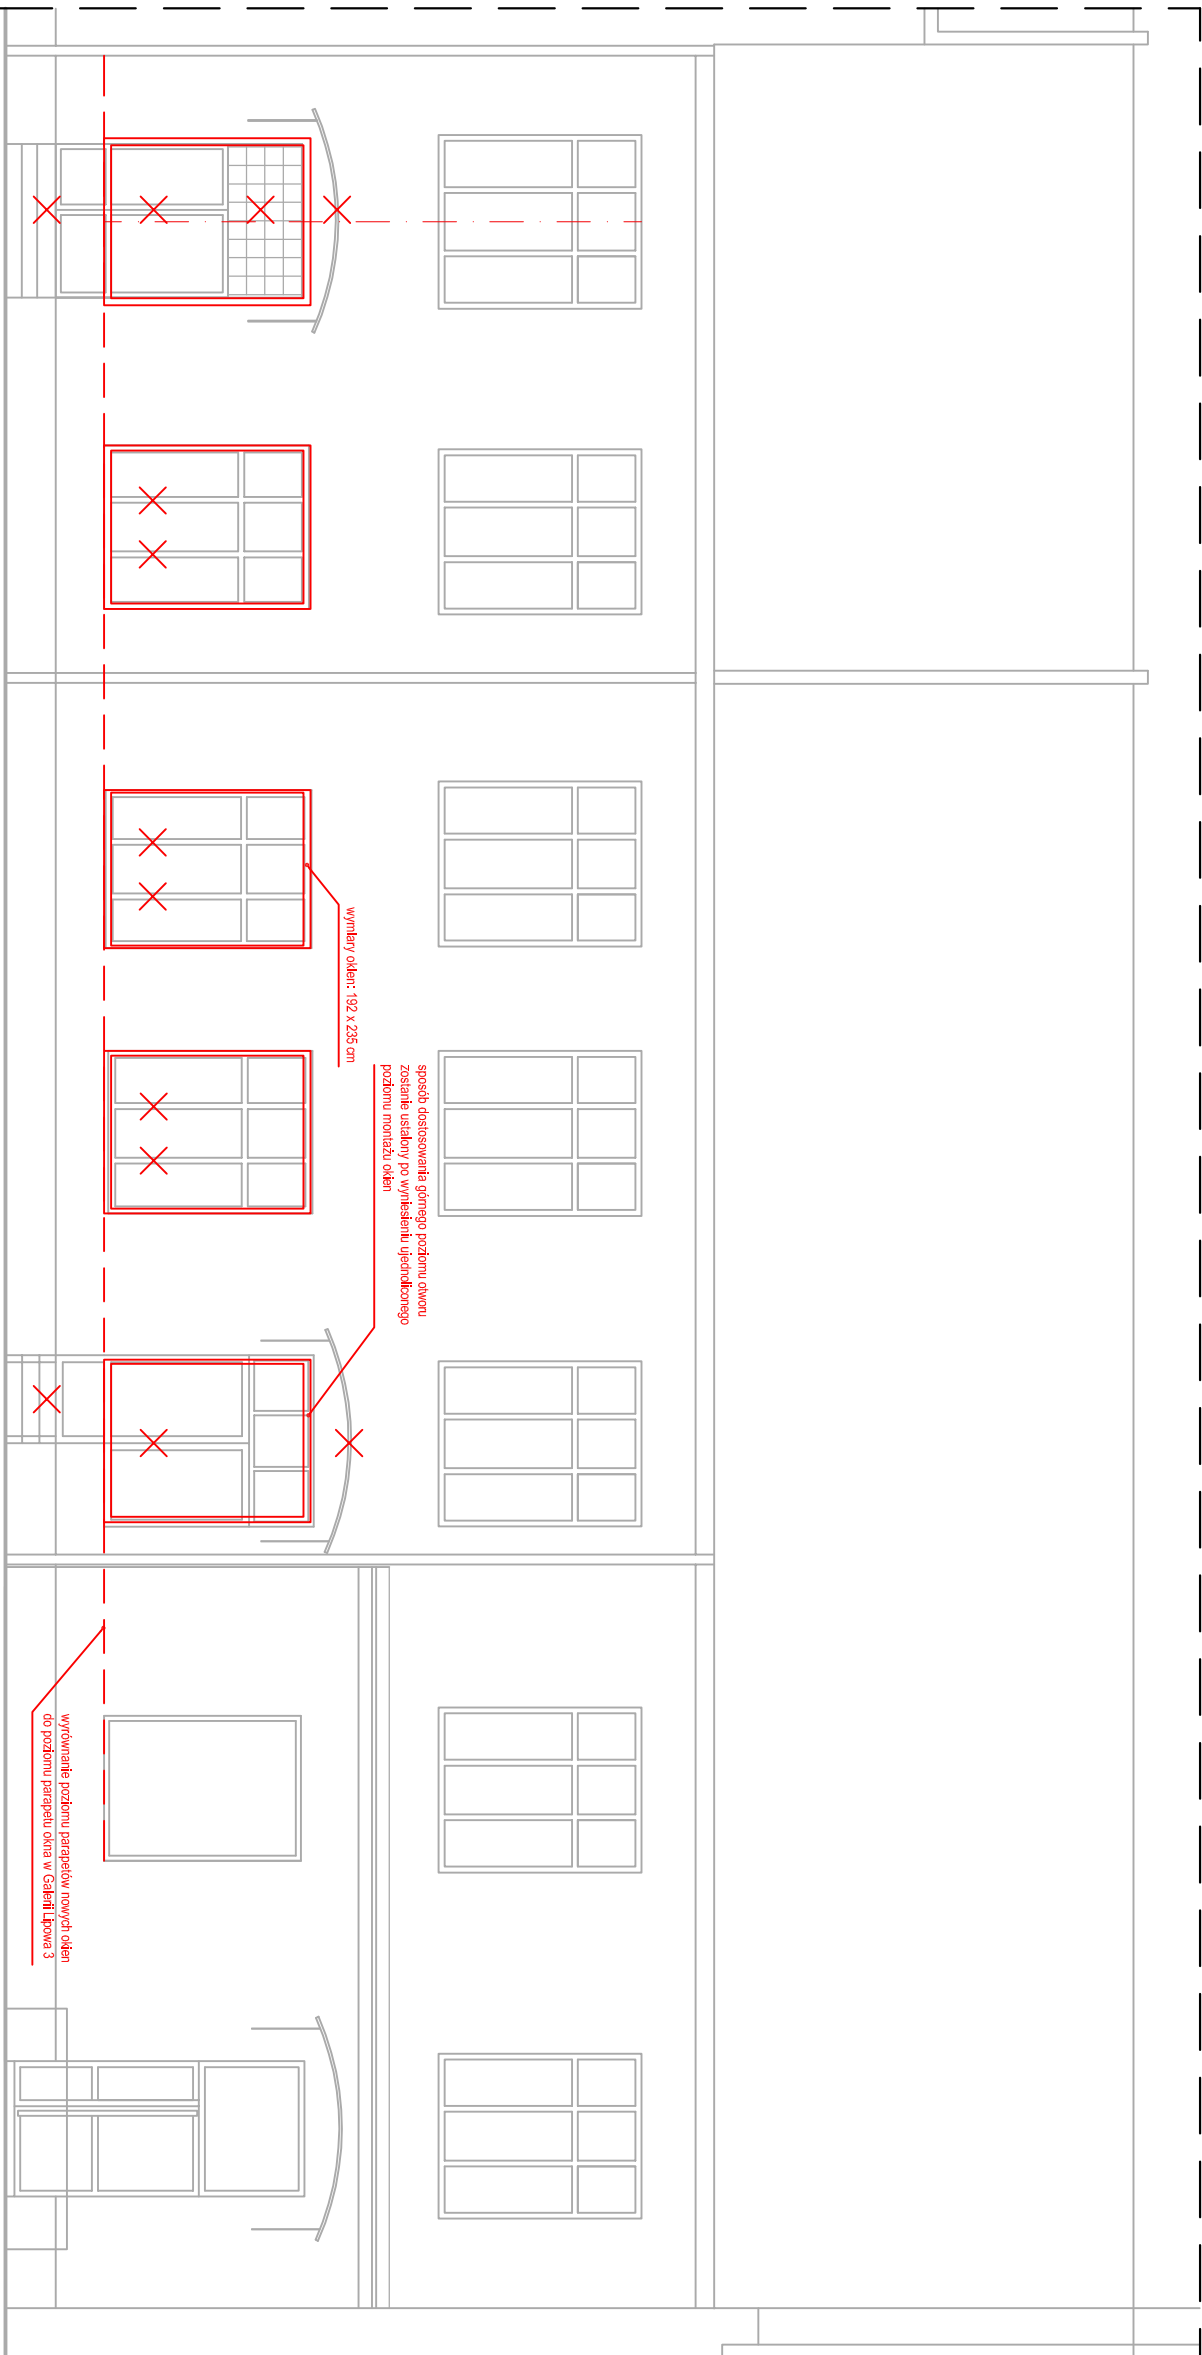 wymiary okien: 192 x 235 cm
sposób dostosowania górnego poziomu otworu
zostanie ustalony po wyniesieniu ujednoliconego
poziomu montażu okien
wyrównanie poziomu parapetów nowych okien
do poziomu parapetu okna w Galerii Lipowa 3